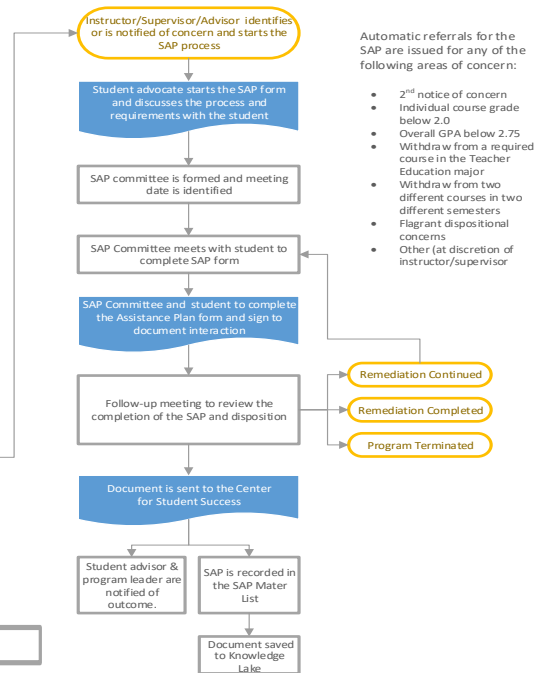 Instructor/Supervisor/Advisor identifies
or is notified of concern and starts the
SAP process
Student advocate starts the SAP form
and discusses the process and
requirements with the student
SAP committee is formed and meeting
date is identified
SAP Committee meets with student to
complete SAP form
SAP Committee and student to complete
the Assistance Plan form and sign to
document interaction
Follow-up meeting to review the
completion of the SAP and disposition
Remediation Continued
Remediation Completed
Program Terminated
Document is sent to the Center
for Student Success
Student advisor &
program leader are
notified of
outcome.
SAP is recorded in
the SAP Mater
List
Document saved
to Knowledge
Lake
Automatic referrals for the
SAP are issued for any of the
following areas of concern:
• 2nd notice of concern
• Individual course grade
below 2.0
• Overall GPA below 2.75
• Withdraw from a required
course in the Teacher
Education major
• Withdraw from two
different courses in two
different semesters
• Flagrant dispositional
concerns
• Other (at discretion of
instructor/supervisor